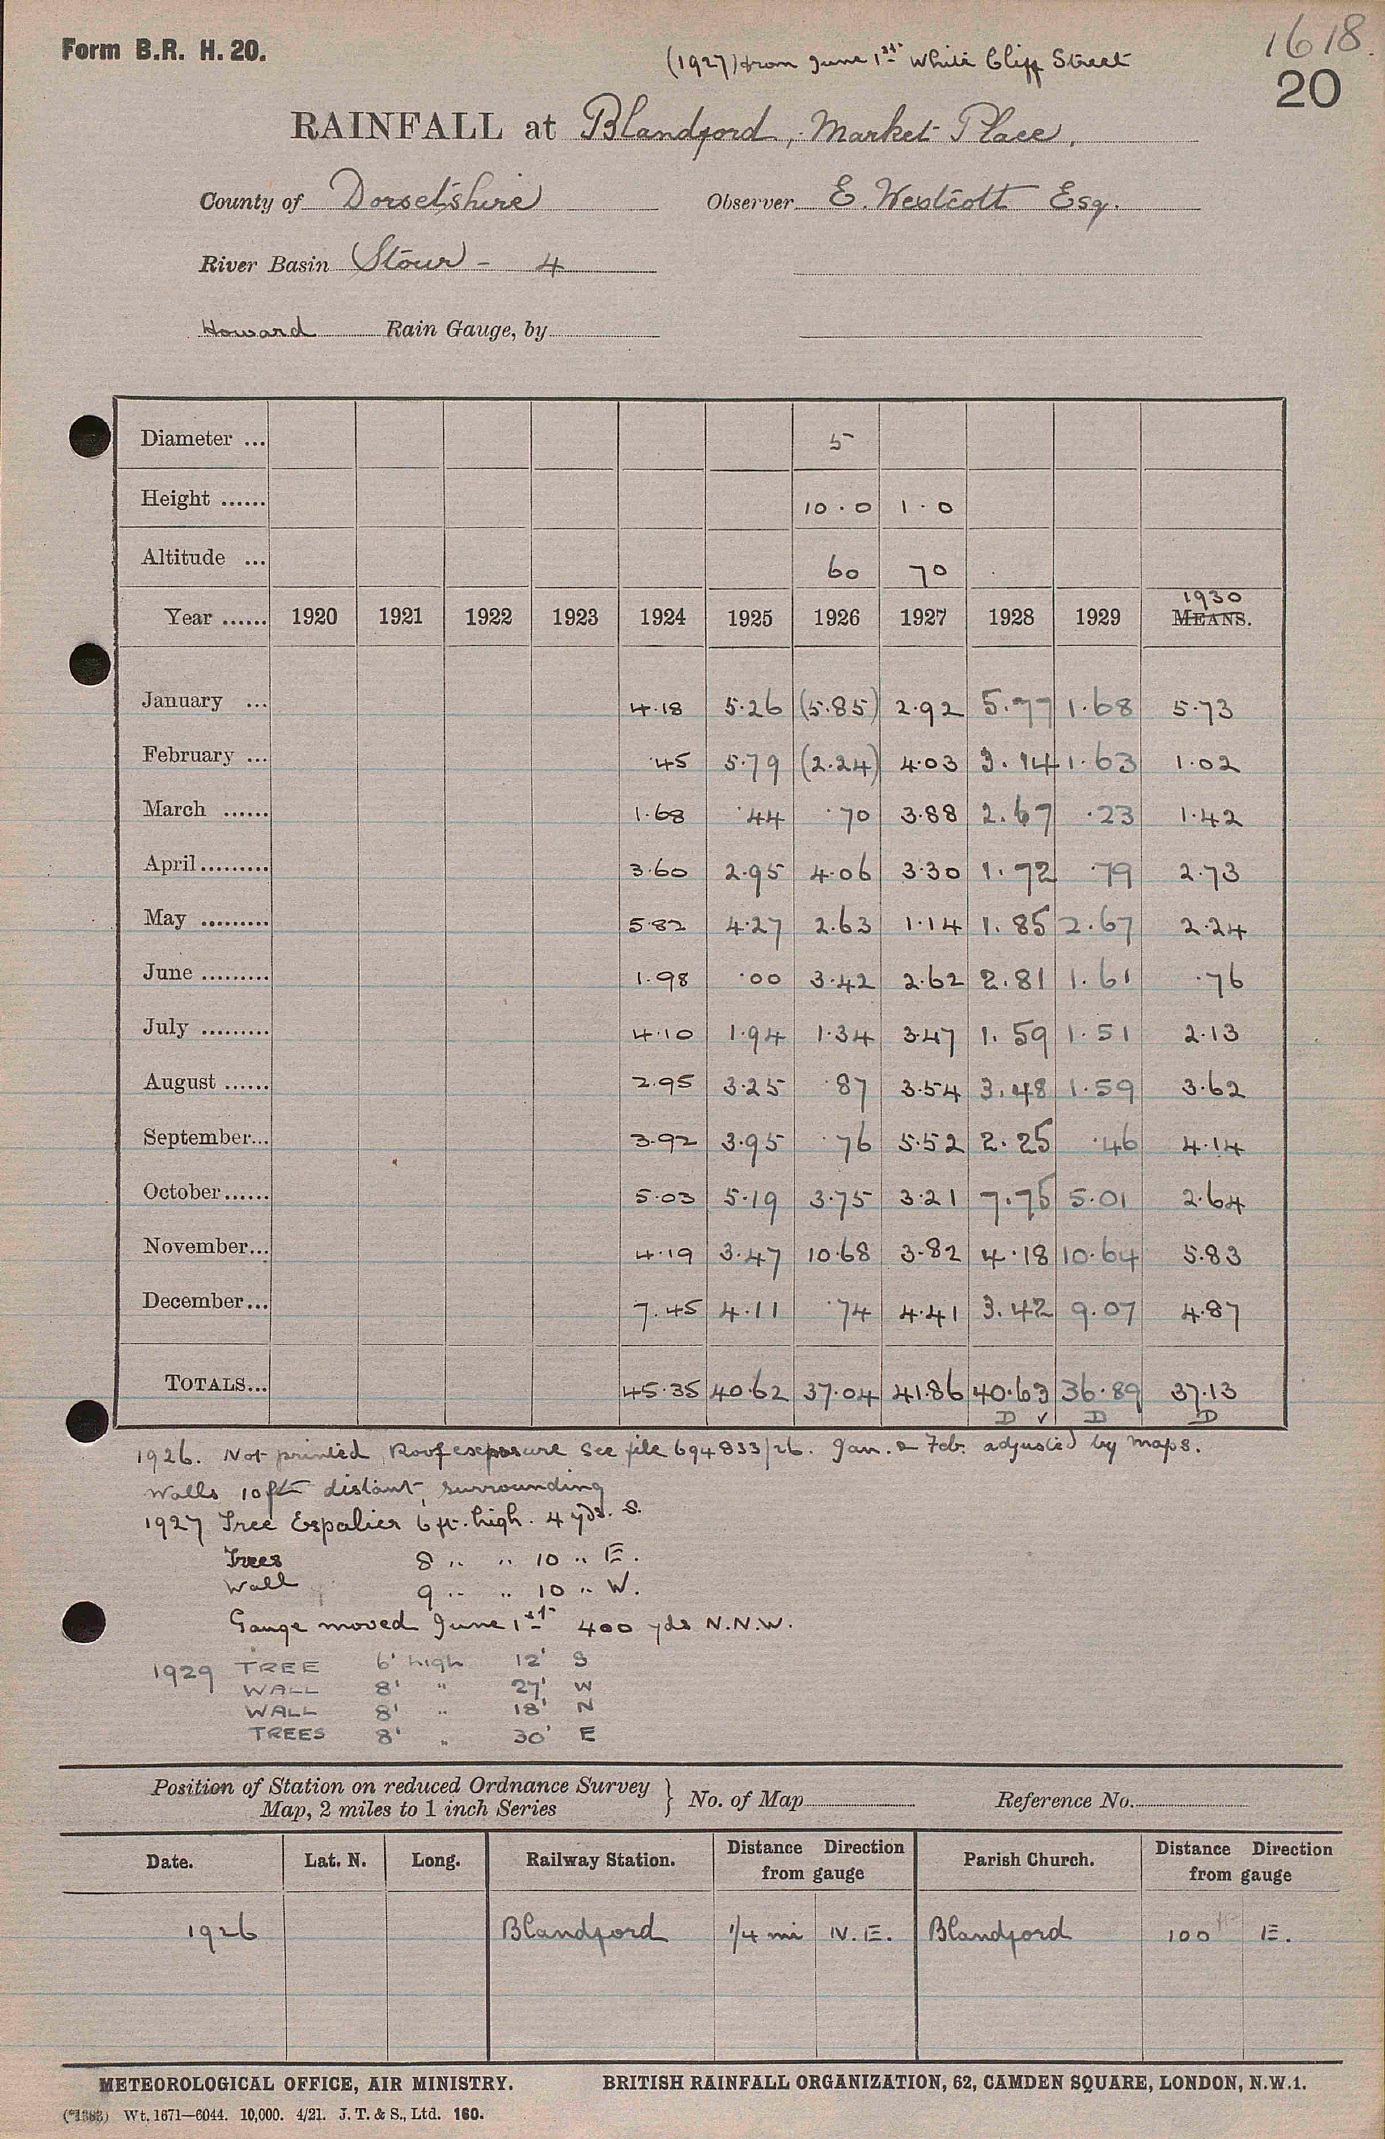 Form B.R. H. 20.
1618.
(1927) from June 1st White Cliff Street
20
RAINFALL at Blandford, Market Place,
County of Dorsetshire Observer E. Westcott Esq.
River Basin Stour - 4
Howard Rain Gauge, by
Diameter ... 5
Height ...... 10.0 1.0
Altitude ... 60 70
1930
Year ...... 1920 1921 1922 1923 1924 1925 1926 1927 1928 1929 MEANS.
January ... 4.18 5.26 (5.85) 2.92 5.77 1.68 5.73
February ... .45 5.79 (2.24) 4.03 3.14 1.63 1.02
March ...... 1.68 .44 .70 3.88 2.67 .23 1.42
April ......... 3.60 2.95 4.06 3.30 1.72 .79 2.73
May ......... 5.82 4.27 2.63 1.14 1.85 2.67 2.24
June ......... 1.98 .00 3.42 2.62 2.81 1.61 .76
July ......... 4.10 1.94 1.34 3.47 1.59 1.51 2.13
August ...... 2.95 3.25 .87 3.54 3.48 1.59 3.62
September... 3.92 3.95 .76 5.52 2.25 .46 4.14
October ...... 5.03 5.19 3.75 3.21 7.75 5.01 2.64
November... 4.19 3.47 10.68 3.82 4.18 10.64 5.83
December... 7.45 4.11 .74 4.41 3.42 9.07 4.87
TOTALS... 45.35 40.62 37.04 41.86 40.63 36.89 37.13
D v D D
1926. Not printed Roof exposure See file 694833/26. Jan. & Feb. adjusted by maps.
Walls 10 ft distant, surrounding
1927 Tree Espalier 6 ft. high. 4 yds. S.
Trees 8 " " 10 " E.
Wall 9 " " 10 " W.
Gauge moved June 1st 400 yds N.N.W.
1929 TREE 6' high 12' S
WALL 8' " 27' W
WALL 8' " 18' N
TREES 8' " 30' E
Position of Station on reduced Ordnance Survey
Map, 2 miles to 1 inch Series } No. of Map Reference No.
Date. Lat. N. Long. Railway Station. Distance Direction from gauge Parish Church. Distance Direction from gauge
1926 Blandford 1/4 mi N.E. Blandford 100 E.
METEOROLOGICAL OFFICE, AIR MINISTRY. BRITISH RAINFALL ORGANIZATION, 62, CAMDEN SQUARE, LONDON, N.W.1.
Wt. 1671—6044. 10,000. 4/21. J. T. & S., Ltd. 160.